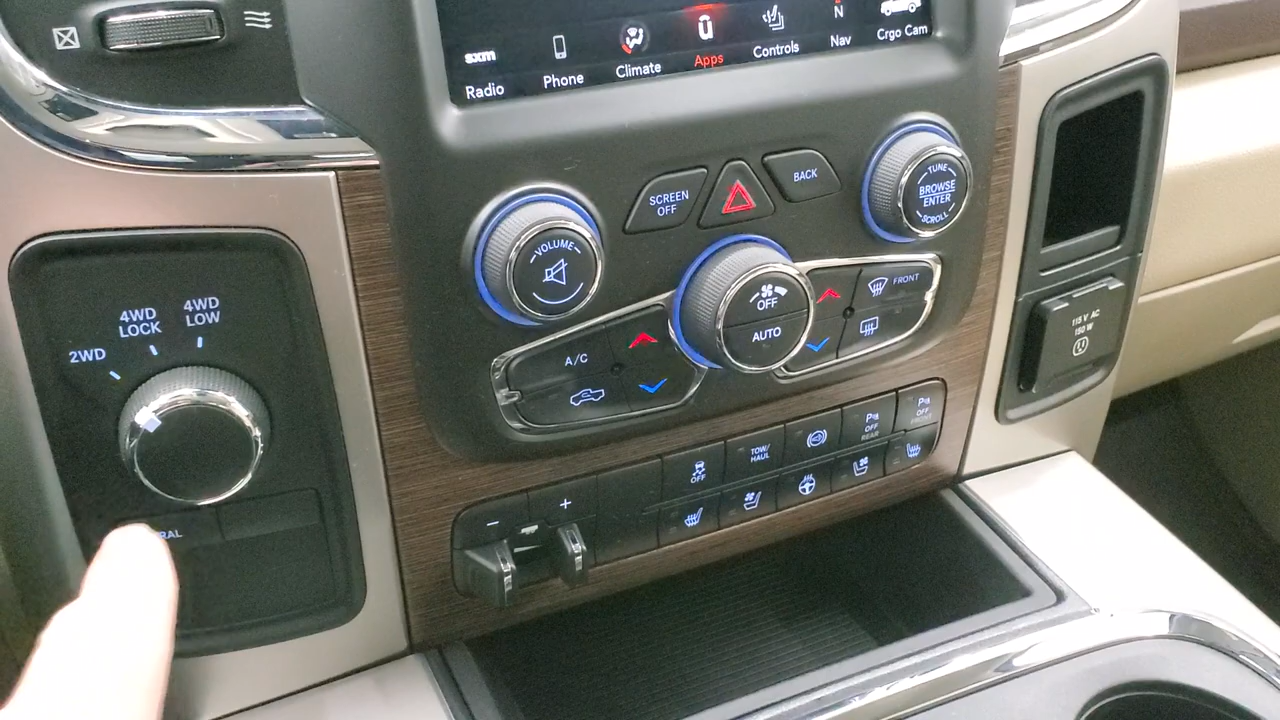 sxm
Radio
Phone
Climate
Apps
Controls
N
Nav
Crgo Cam
SCREEN
OFF
BACK
TUNE
BROWSE
ENTER
SCROLL
VOLUME
OFF
AUTO
FRONT
A/C
4WD
LOCK
4WD
LOW
2WD
115 V AC
150 W
− +
OFF
TOW/
HAUL
P
OFF
REAR
P
OFF
FRONT